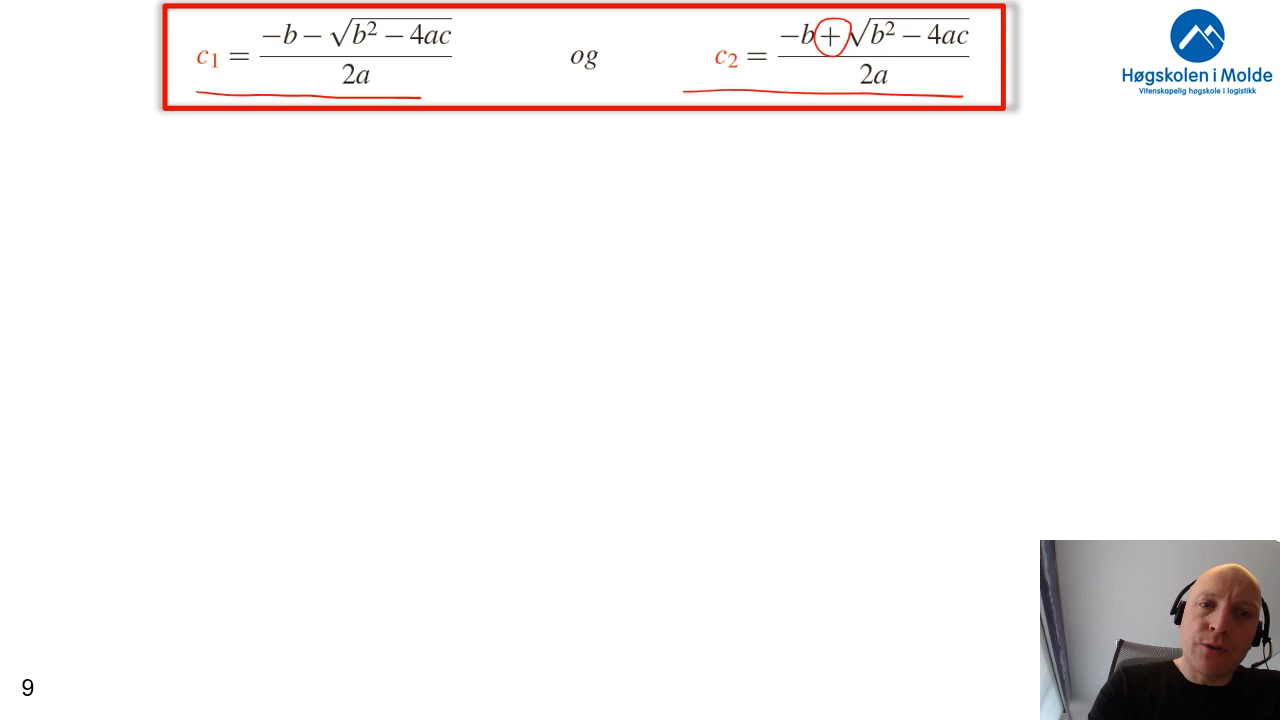 c₁ = (−b − √(b² − 4ac)) / 2a og c₂ = (−b + √(b² − 4ac)) / 2a
Høgskolen i Molde
Vitenskapelig høgskole i logistikk
9